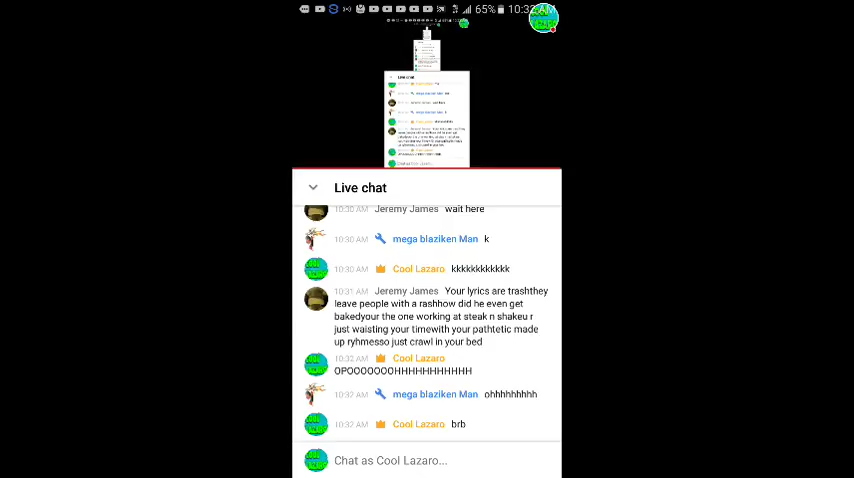 65% 10:32 AM
Live chat
10:30 AM Jeremy James wait here
10:30 AM mega blaziken Man k
10:30 AM Cool Lazaro kkkkkkkkkkkk
10:31 AM Jeremy James Your lyrics are trashthey
leave people with a rashhow did he even get
bakedyour the one working at steak n shakeu r
just waisting your timewith your pathtetic made
up ryhmesso just crawl in your bed
10:32 AM Cool Lazaro
OPOOOOOOOHHHHHHHHHHH
10:32 AM mega blaziken Man ohhhhhhhhh
10:32 AM Cool Lazaro brb
Chat as Cool Lazaro...